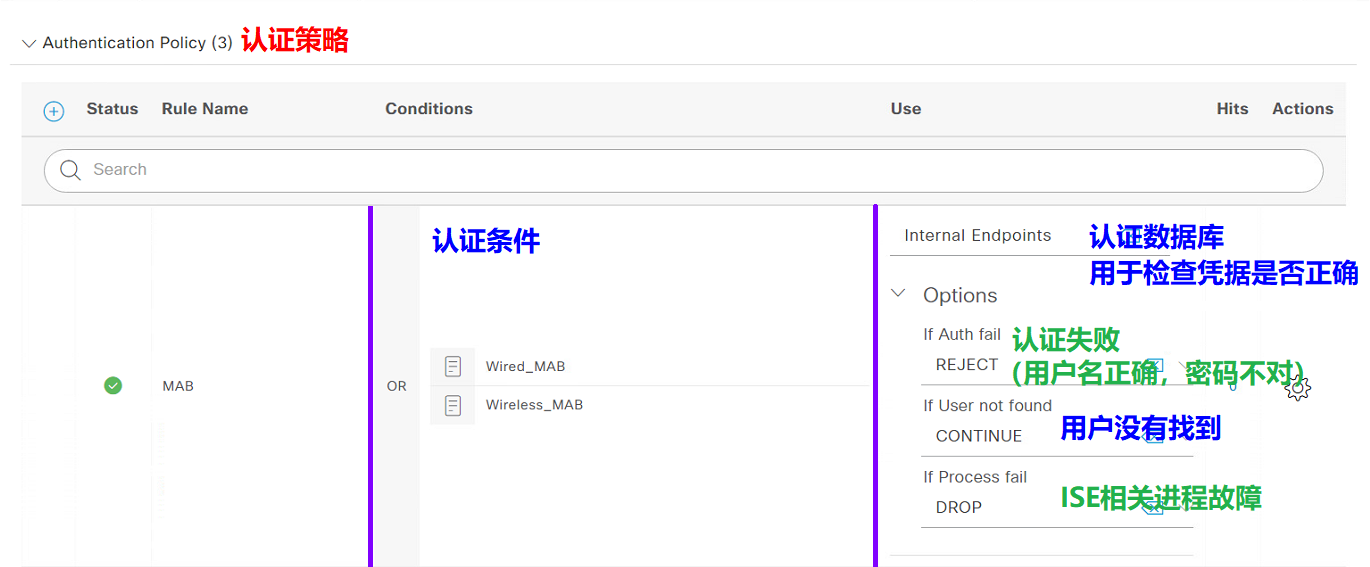 Authentication Policy (3) 认证策略
Status Rule Name Conditions Use Hits Actions
Search
认证条件
Internal Endpoints 认证数据库
用于检查凭据是否正确
Options
If Auth fail 认证失败
REJECT (用户名正确，密码不对)
MAB OR Wired_MAB 0
Wireless_MAB
If User not found
CONTINUE 用户没有找到
If Process fail
DROP ISE相关进程故障